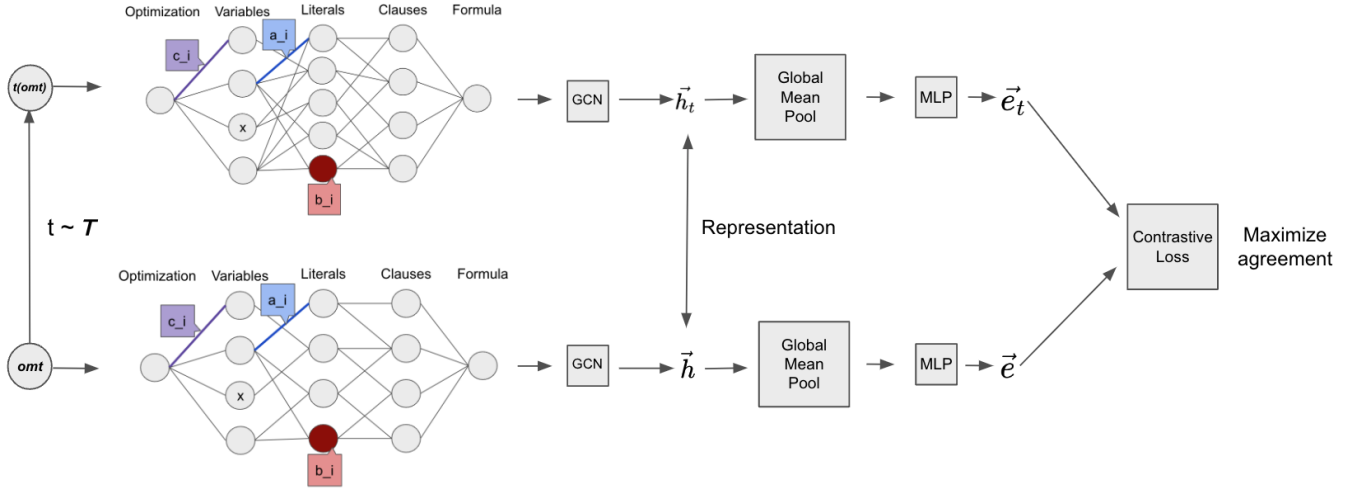 Optimization Variables Literals Clauses Formula
a_i
c_i
t(omt)
x
b_i
GCN
h⃗_t
Global
Mean
Pool
MLP
e⃗_t
t ~ T
Representation
Contrastive
Loss
Maximize
agreement
Optimization Variables Literals Clauses Formula
a_i
c_i
omt
x
b_i
GCN
h⃗
Global
Mean
Pool
MLP
e⃗